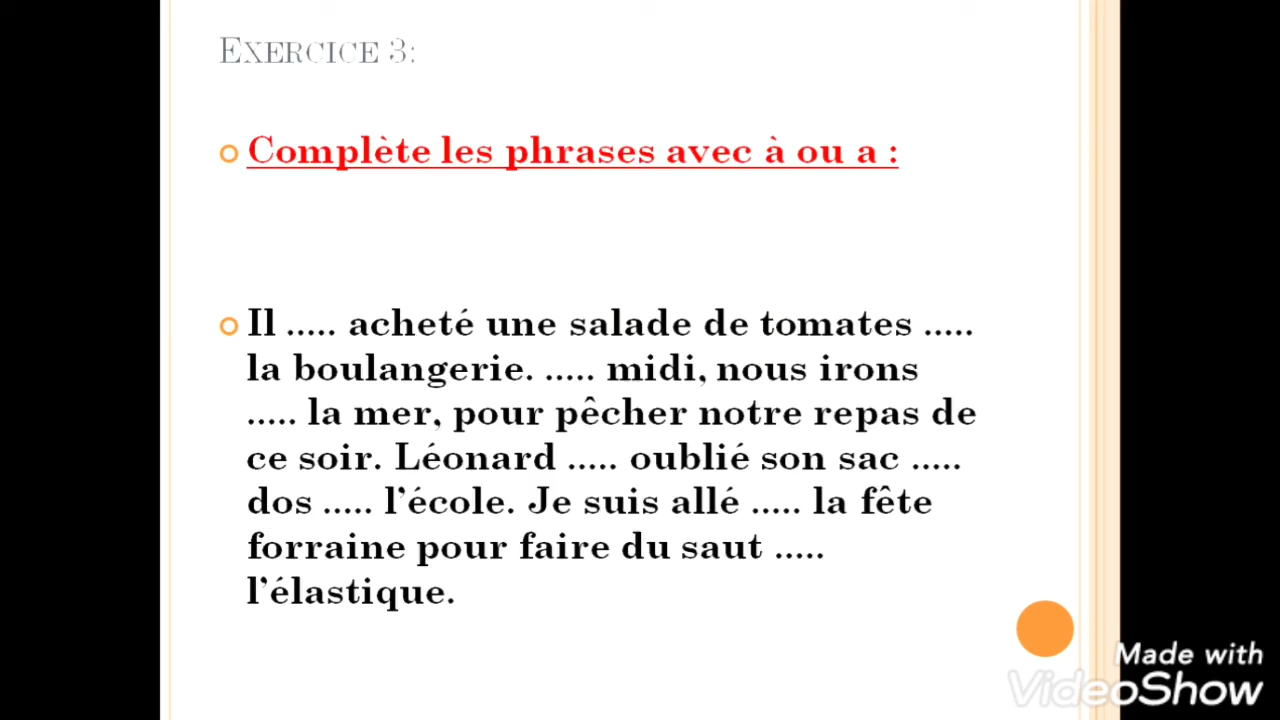 EXERCICE 3:
Complète les phrases avec à ou a :
Il ..... acheté une salade de tomates .....
la boulangerie. ..... midi, nous irons
..... la mer, pour pêcher notre repas de
ce soir. Léonard ..... oublié son sac .....
dos ..... l’école. Je suis allé ..... la fête
forraine pour faire du saut .....
l’élastique.
Made with
VideoShow